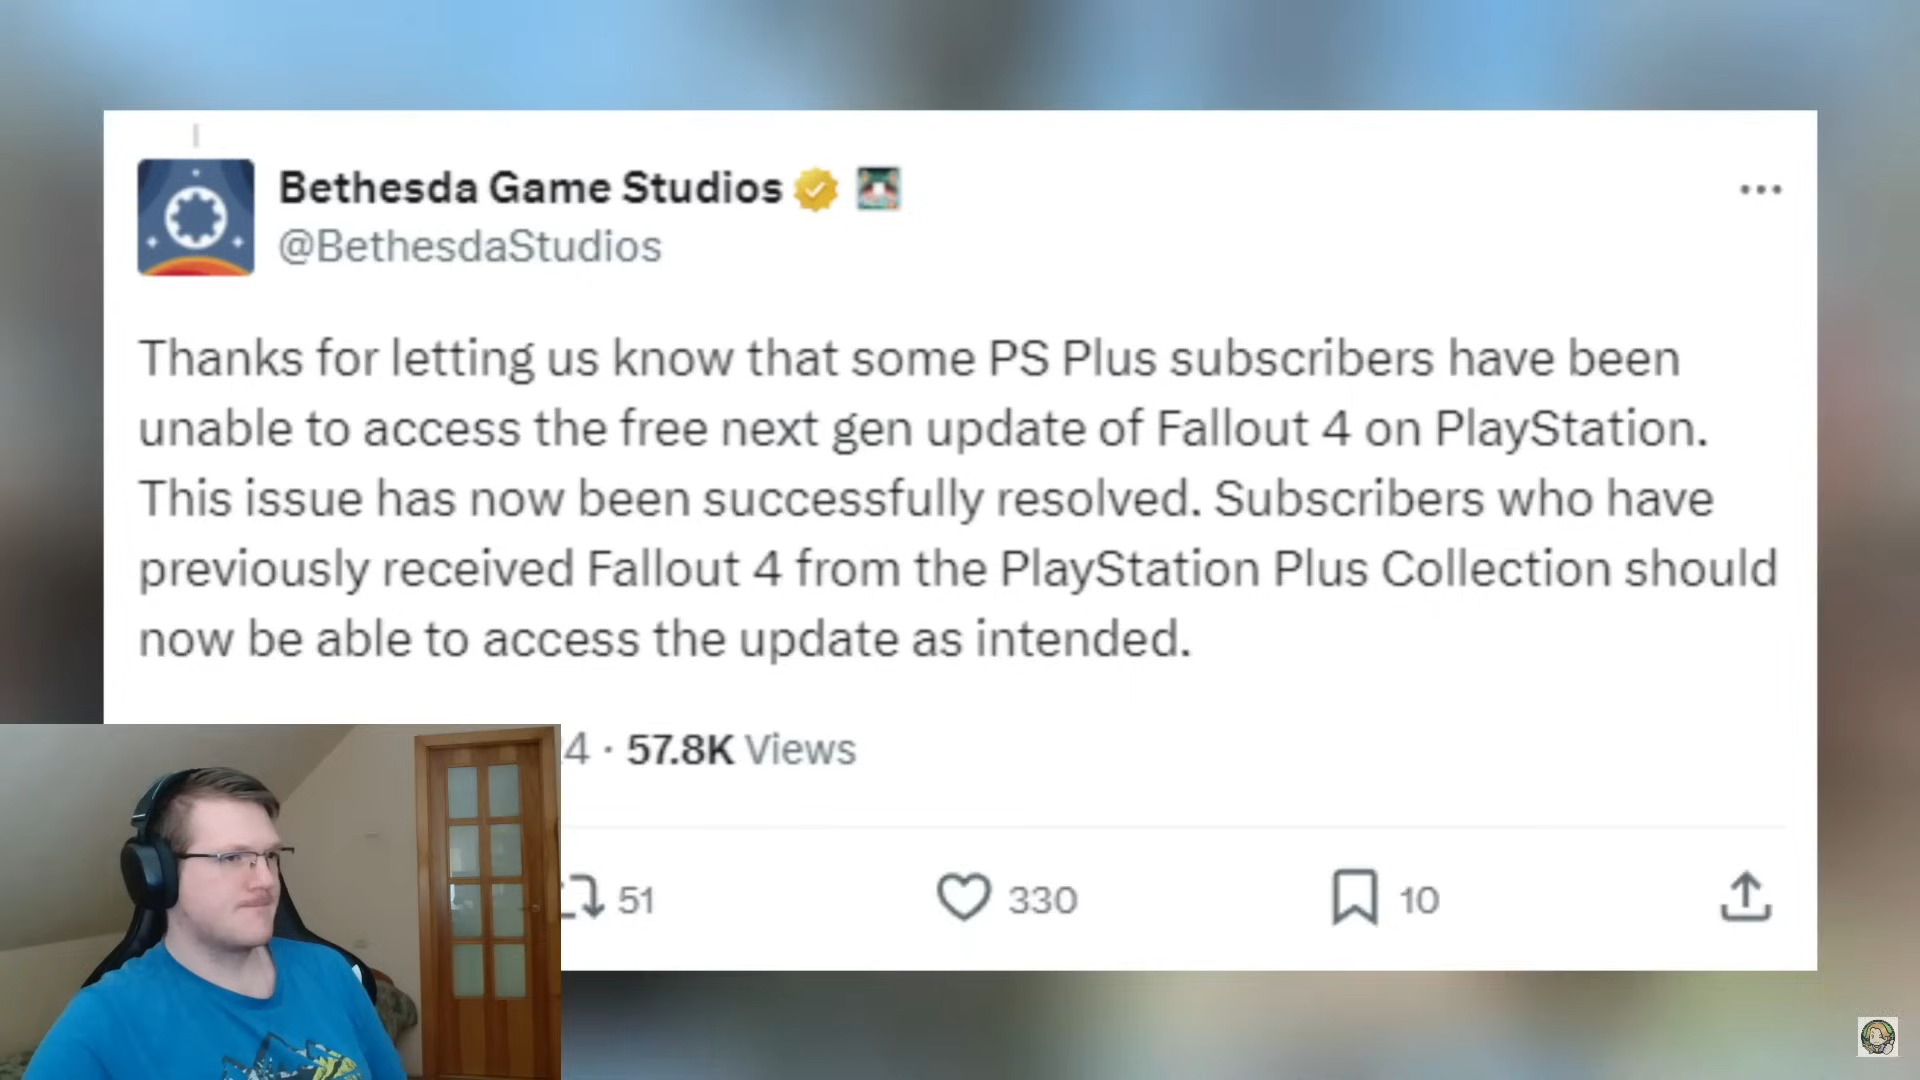 Bethesda Game Studios
@BethesdaStudios
Thanks for letting us know that some PS Plus subscribers have been
unable to access the free next gen update of Fallout 4 on PlayStation.
This issue has now been successfully resolved. Subscribers who have
previously received Fallout 4 from the PlayStation Plus Collection should
now be able to access the update as intended.
4 · 57.8K Views
51 330 10